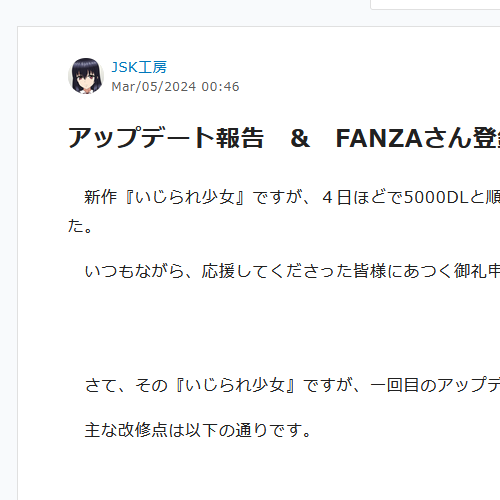 JSK工房
Mar/05/2024 00:46
アップデート報告　&　FANZAさん登
新作『いじられ少女』ですが、４日ほどで5000DLと順
た。
いつもながら、応援してくださった皆様にあつく御礼申
さて、その『いじられ少女』ですが、一回目のアップデ
主な改修点は以下の通りです。